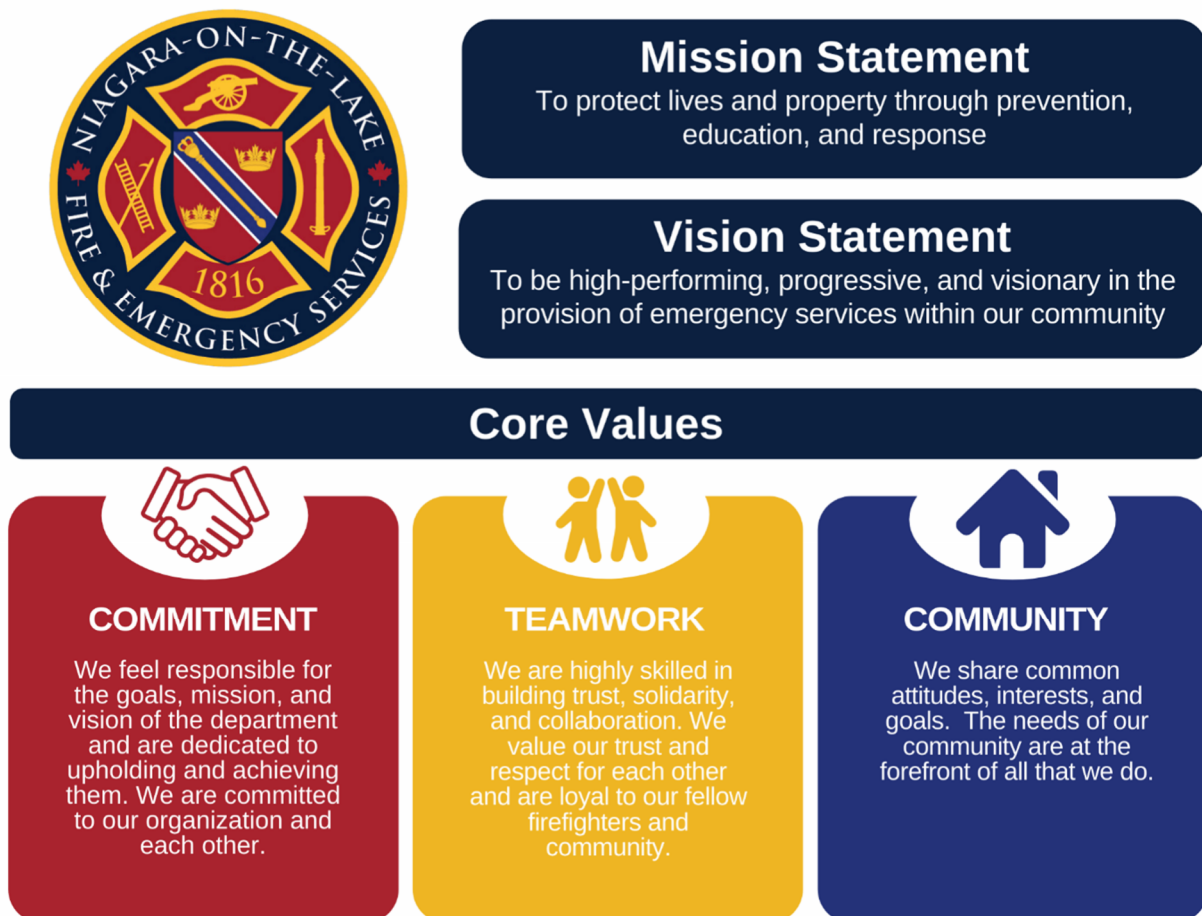 NIAGARA-ON-THE-LAKE
FIRE & EMERGENCY SERVICES
1816
Mission Statement
To protect lives and property through prevention,
education, and response
Vision Statement
To be high-performing, progressive, and visionary in the
provision of emergency services within our community
Core Values
COMMITMENT
We feel responsible for
the goals, mission, and
vision of the department
and are dedicated to
upholding and achieving
them. We are committed
to our organization and
each other.
TEAMWORK
We are highly skilled in
building trust, solidarity,
and collaboration. We
value our trust and
respect for each other
and are loyal to our fellow
firefighters and
community.
COMMUNITY
We share common
attitudes, interests, and
goals.  The needs of our
community are at the
forefront of all that we do.